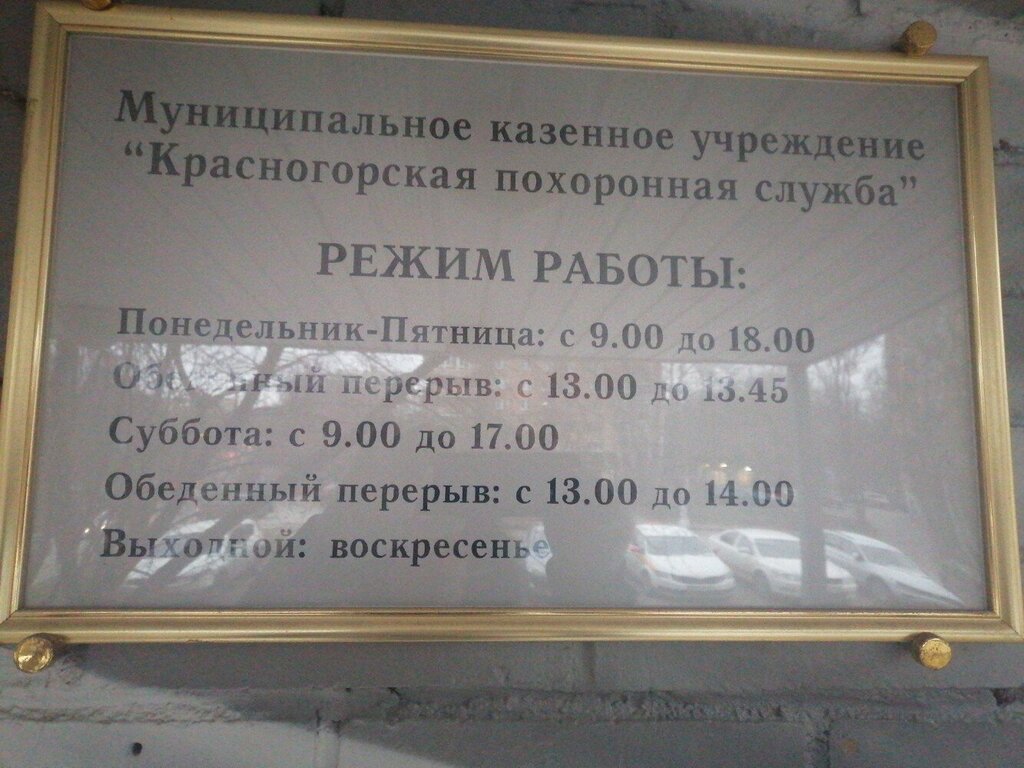 Муниципальное казенное учреждение
“Красногорская похоронная служба”
РЕЖИМ РАБОТЫ:
Понедельник-Пятница: с 9.00 до 18.00
Обеденный перерыв: с 13.00 до 13.45
Суббота: с 9.00 до 17.00
Обеденный перерыв: с 13.00 до 14.00
Выходной: воскресенье